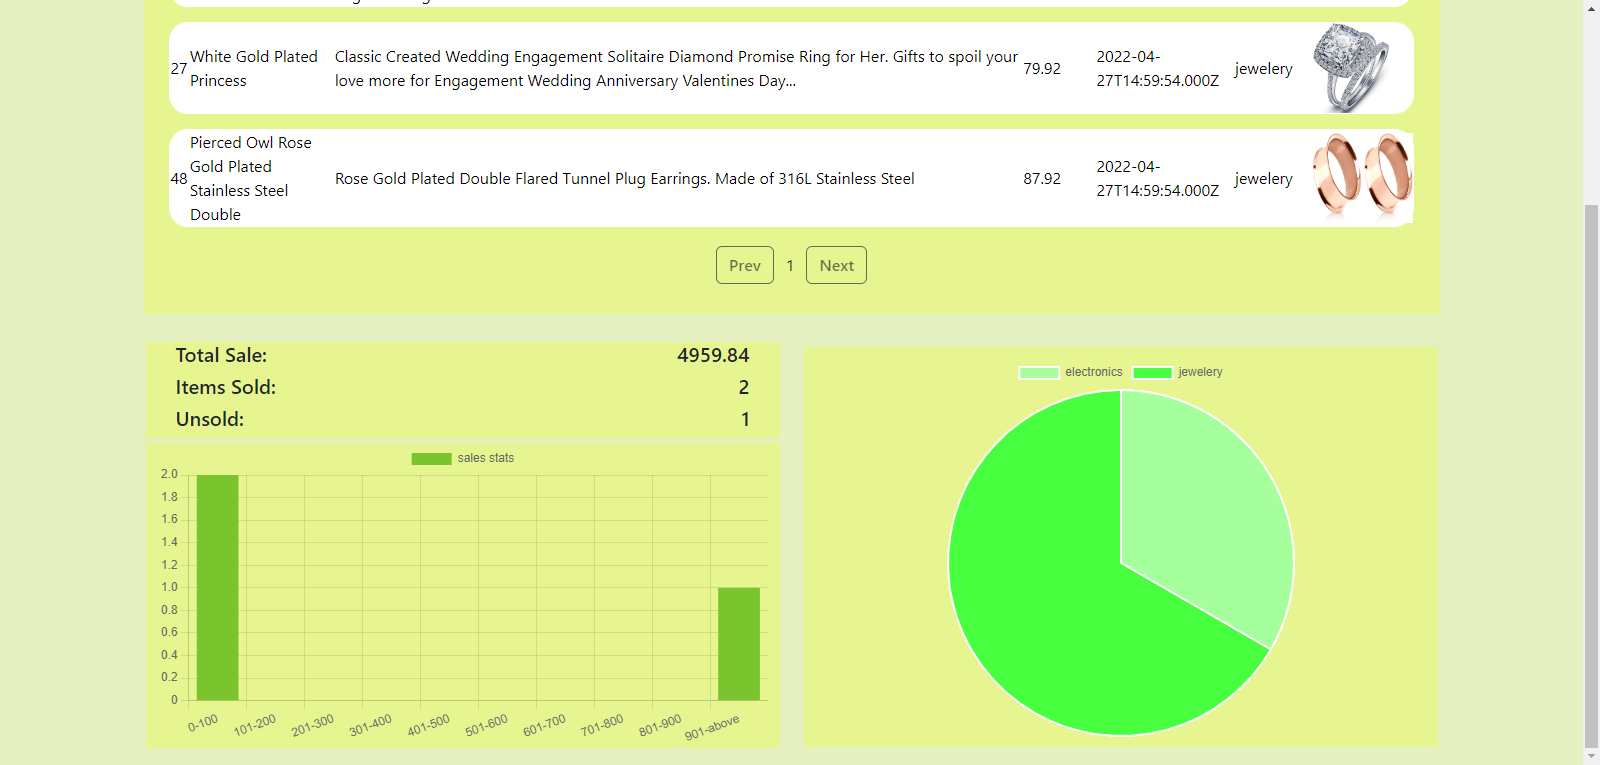 27
White Gold Plated
Princess
Classic Created Wedding Engagement Solitaire Diamond Promise Ring for Her. Gifts to spoil your
love more for Engagement Wedding Anniversary Valentines Day...
79.92
2022-04-
27T14:59:54.000Z
jewelery
48
Pierced Owl Rose
Gold Plated
Stainless Steel
Double
Rose Gold Plated Double Flared Tunnel Plug Earrings. Made of 316L Stainless Steel
87.92
2022-04-
27T14:59:54.000Z
jewelery
Prev 1 Next
Total Sale: 4959.84
Items Sold: 2
Unsold: 1
sales stats
2.0
1.8
1.6
1.4
1.2
1.0
0.8
0.6
0.4
0.2
0
0-100 101-200 201-300 301-400 401-500 501-600 601-700 701-800 801-900 901-above
electronics jewelery